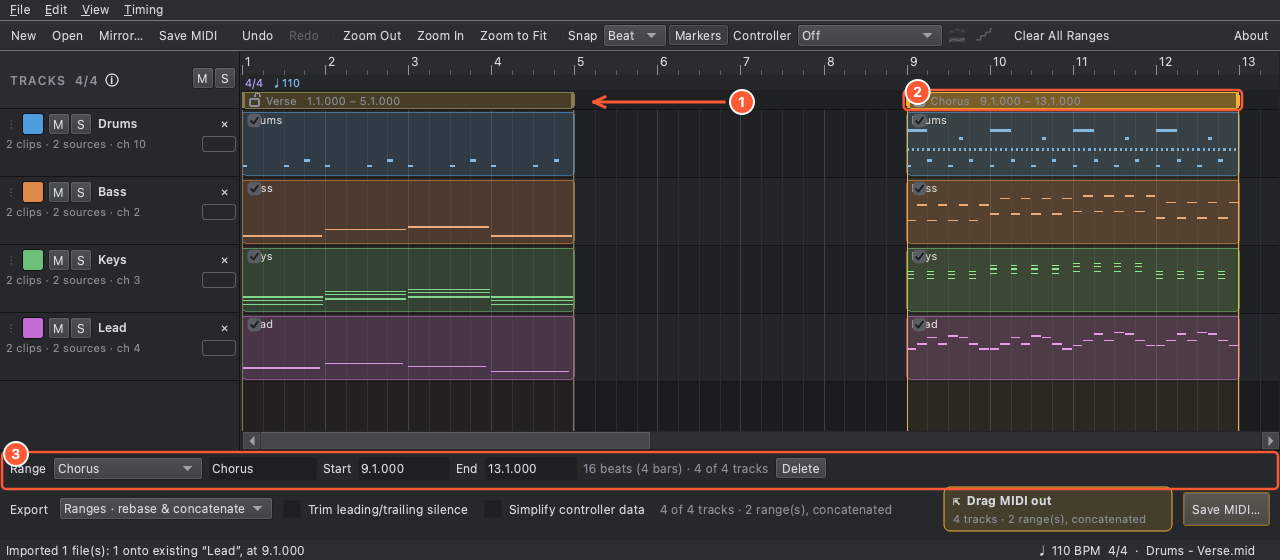 File Edit View Timing
New Open Mirror... Save MIDI Undo Redo Zoom Out Zoom In Zoom to Fit Snap Beat Markers Controller Off Clear All Ranges About
1 2 3 4 5 6 7 8 9 10 11 12 13
TRACKS 4/4 M S
4/4 ♩110
Verse 1.1.000 – 5.1.000 1 2 Chorus 9.1.000 – 13.1.000
M S Drums ×
2 clips · 2 sources · ch 10
ums ums
M S Bass ×
2 clips · 2 sources · ch 2
ss ss
M S Keys ×
2 clips · 2 sources · ch 3
ys ys
M S Lead ×
2 clips · 2 sources · ch 4
ad ad
3
Range Chorus Chorus Start 9.1.000 End 13.1.000 16 beats (4 bars) · 4 of 4 tracks Delete
Export Ranges · rebase & concatenate Trim leading/trailing silence Simplify controller data 4 of 4 tracks · 2 range(s), concatenated
Drag MIDI out
4 tracks · 2 range(s), concatenated
Save MIDI...
Imported 1 file(s): 1 onto existing “Lead”, at 9.1.000 ♩ 110 BPM 4/4 · Drums - Verse.mid